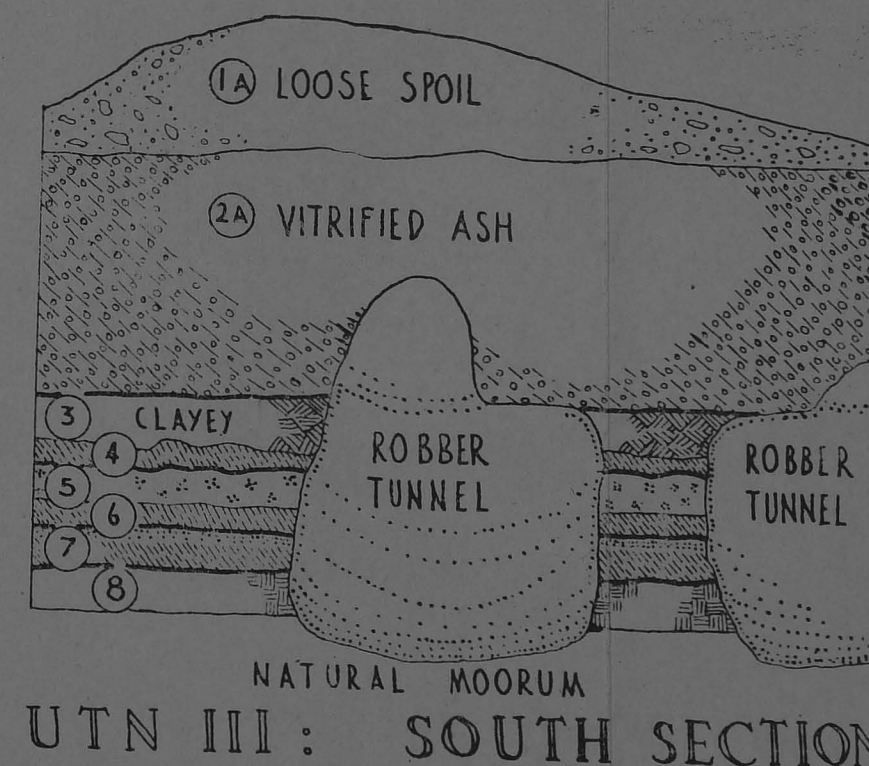 1A LOOSE SPOIL
2A VITRIFIED ASH
3 CLAYEY
4
5
6
7
8
ROBBER
TUNNEL
ROBBER
TUNNEL
NATURAL MOORUM
UTN III: SOUTH SECTION